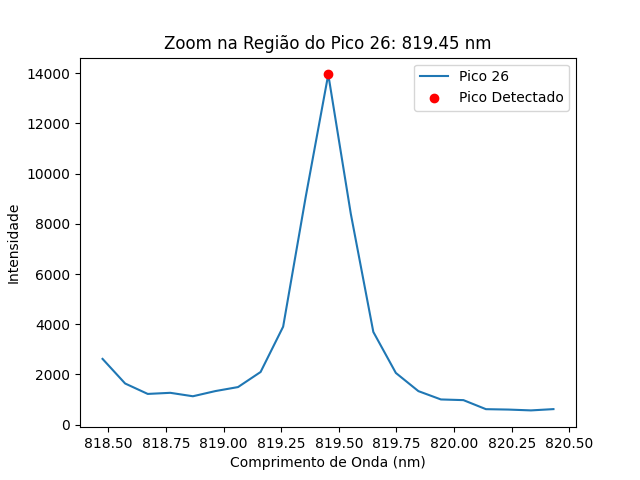 Zoom na Região do Pico 26: 819.45 nm
Pico 26
Pico Detectado
Intensidade
14000
12000
10000
8000
6000
4000
2000
0
818.50 818.75 819.00 819.25 819.50 819.75 820.00 820.25 820.50
Comprimento de Onda (nm)